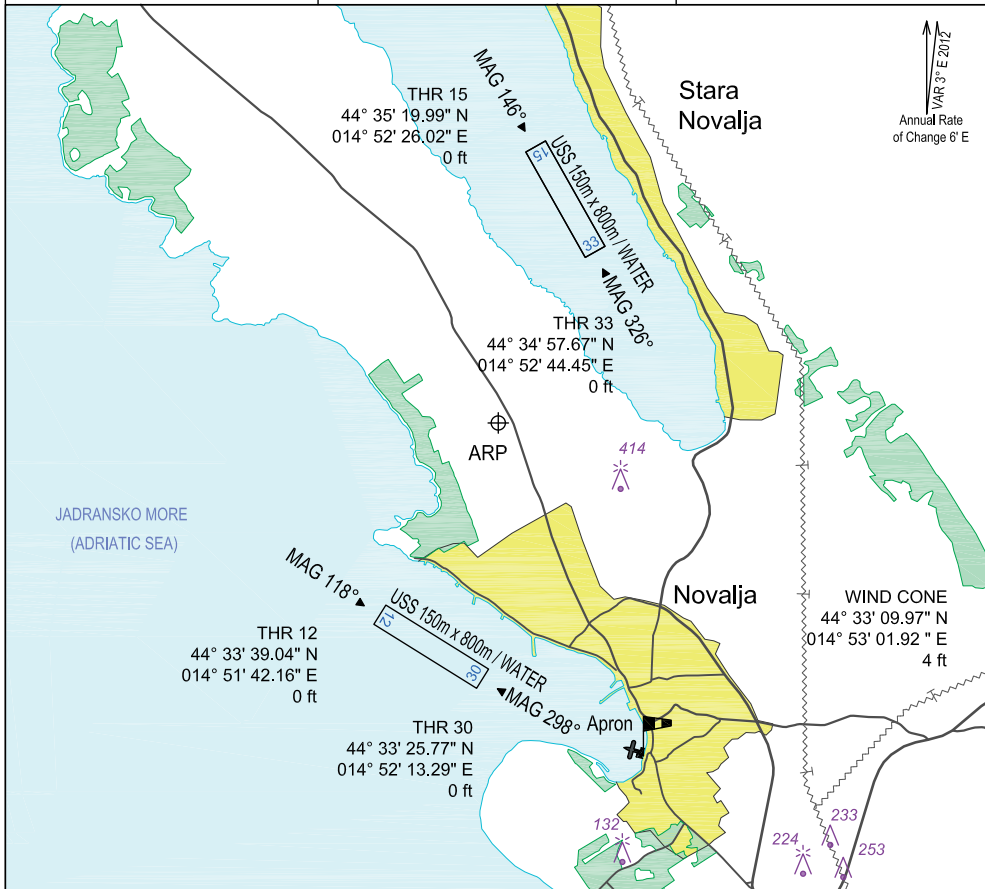 VAR 3° E 2012
Annual Rate
of Change 6' E
Stara
Novalja
THR 15
44° 35' 19.99" N
014° 52' 26.02" E
0 ft
MAG 146°
15
USS 150m x 800m / WATER
33
MAG 326°
THR 33
44° 34' 57.67" N
014° 52' 44.45" E
0 ft
ARP
414
JADRANSKO MORE
(ADRIATIC SEA)
MAG 118°
12
USS 150m x 800m / WATER
30
MAG 298°
THR 12
44° 33' 39.04" N
014° 51' 42.16" E
0 ft
Novalja
WIND CONE
44° 33' 09.97" N
014° 53' 01.92 " E
4 ft
Apron
THR 30
44° 33' 25.77" N
014° 52' 13.29" E
0 ft
132
224
233
253